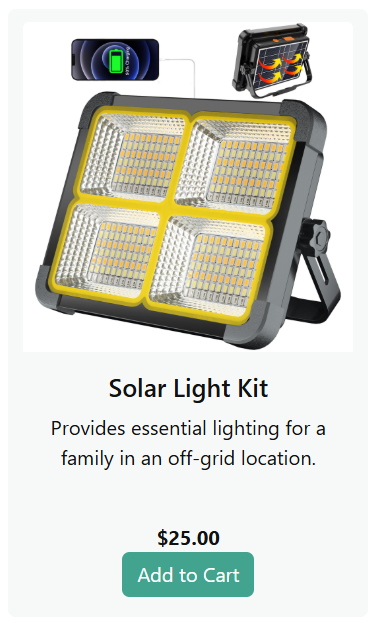 Solar Light Kit
Provides essential lighting for a
family in an off-grid location.
$25.00
Add to Cart